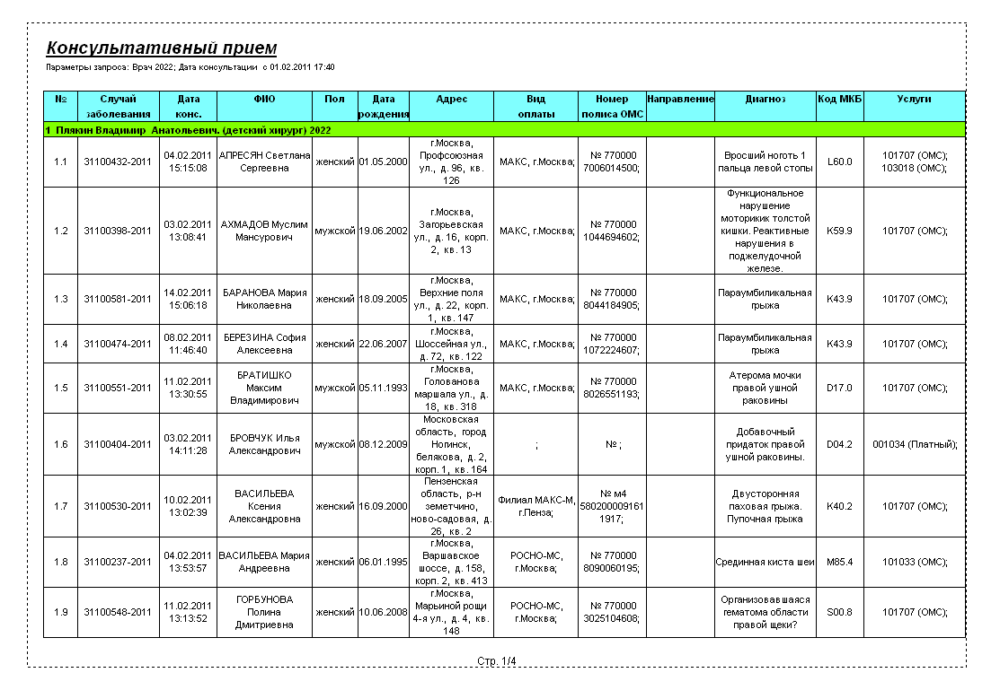 Консультативный прием
Параметры запроса: Врач 2022; Дата консультации с 01.02.2011 17:40
№ Случай заболевания Дата конс. ФИО Пол Дата рождения Адрес Вид оплаты Номер полиса ОМС Направление Диагноз Код МКБ Услуги
1 Плякин Владимир Анатольевич. (детский хирург) 2022
1.1 31100432-2011 04.02.2011 15:15:08 АПРЕСЯН Светлана Сергеевна женский 01.05.2000 г.Москва, Профсоюзная ул., д. 96, кв. 126 МАКС, г.Москва; № 770000 7006014500; Вросший ноготь 1 пальца левой стопы L60.0 101707 (ОМС); 103018 (ОМС);
1.2 31100398-2011 03.02.2011 13:08:41 АХМАДОВ Муслим Мансурович мужской 19.06.2002 г.Москва, Загорьевская ул., д. 16, корп. 2, кв. 13 МАКС, г.Москва; № 770000 1044694602; Функциональное нарушение моторикик толстой кишки. Реактивные нарушения в поджелудочной железе. K59.9 101707 (ОМС);
1.3 31100581-2011 14.02.2011 15:06:18 БАРАНОВА Мария Николаевна женский 18.09.2005 г.Москва, Верхние поля ул., д. 22, корп. 1, кв. 147 МАКС, г.Москва; № 770000 8044184905; Параумбиликальная грыжа K43.9 101707 (ОМС);
1.4 31100474-2011 08.02.2011 11:46:40 БЕРЕЗИНА София Алексеевна женский 22.06.2007 г.Москва, Шоссейная ул., д. 72, кв. 122 МАКС, г.Москва; № 770000 1072224607; Параумбиликальная грыжа K43.9 101707 (ОМС);
1.5 31100551-2011 11.02.2011 13:30:55 БРАТИШКО Максим Владимирович мужской 05.11.1993 г.Москва, Голованова маршала ул., д. 18, кв. 318 МАКС, г.Москва; № 770000 8026551193; Атерома мочки правой ушной раковины D17.0 101707 (ОМС);
1.6 31100404-2011 03.02.2011 14:11:28 БРОВЧУК Илья Александрович мужской 08.12.2009 Московская область, город Ногинск, белякова, д. 2, корп. 1, кв. 164 ; № ; Добавочный придаток правой ушной раковины. D04.2 001034 (Платный);
1.7 31100530-2011 10.02.2011 13:02:39 ВАСИЛЬЕВА Ксения Александровна женский 16.09.2000 Пензенская область, р-н земетчино, ново-садовая, д. 26, кв. 2 Филиал МАКС-М, г.Пенза; № м4 580200009161 1917; Двусторонняя паховая грыжа. Пупочная грыжа K40.2 101707 (ОМС);
1.8 31100237-2011 04.02.2011 13:53:57 ВАСИЛЬЕВА Мария Андреевна женский 06.01.1995 г.Москва, Варшавское шоссе, д. 158, корп. 2, кв. 413 РОСНО-МС, г.Москва; № 770000 8090060195; Срединная киста шеи M85.4 101033 (ОМС);
1.9 31100548-2011 11.02.2011 13:13:52 ГОРБУНОВА Полина Дмитриевна женский 10.06.2008 г.Москва, Марьиной рощи 4-я ул., д. 4, кв. 148 РОСНО-МС, г.Москва; № 770000 3025104608; Организовавшаяся гематома области правой щеки? S00.8 101707 (ОМС);
Стр. 1/4